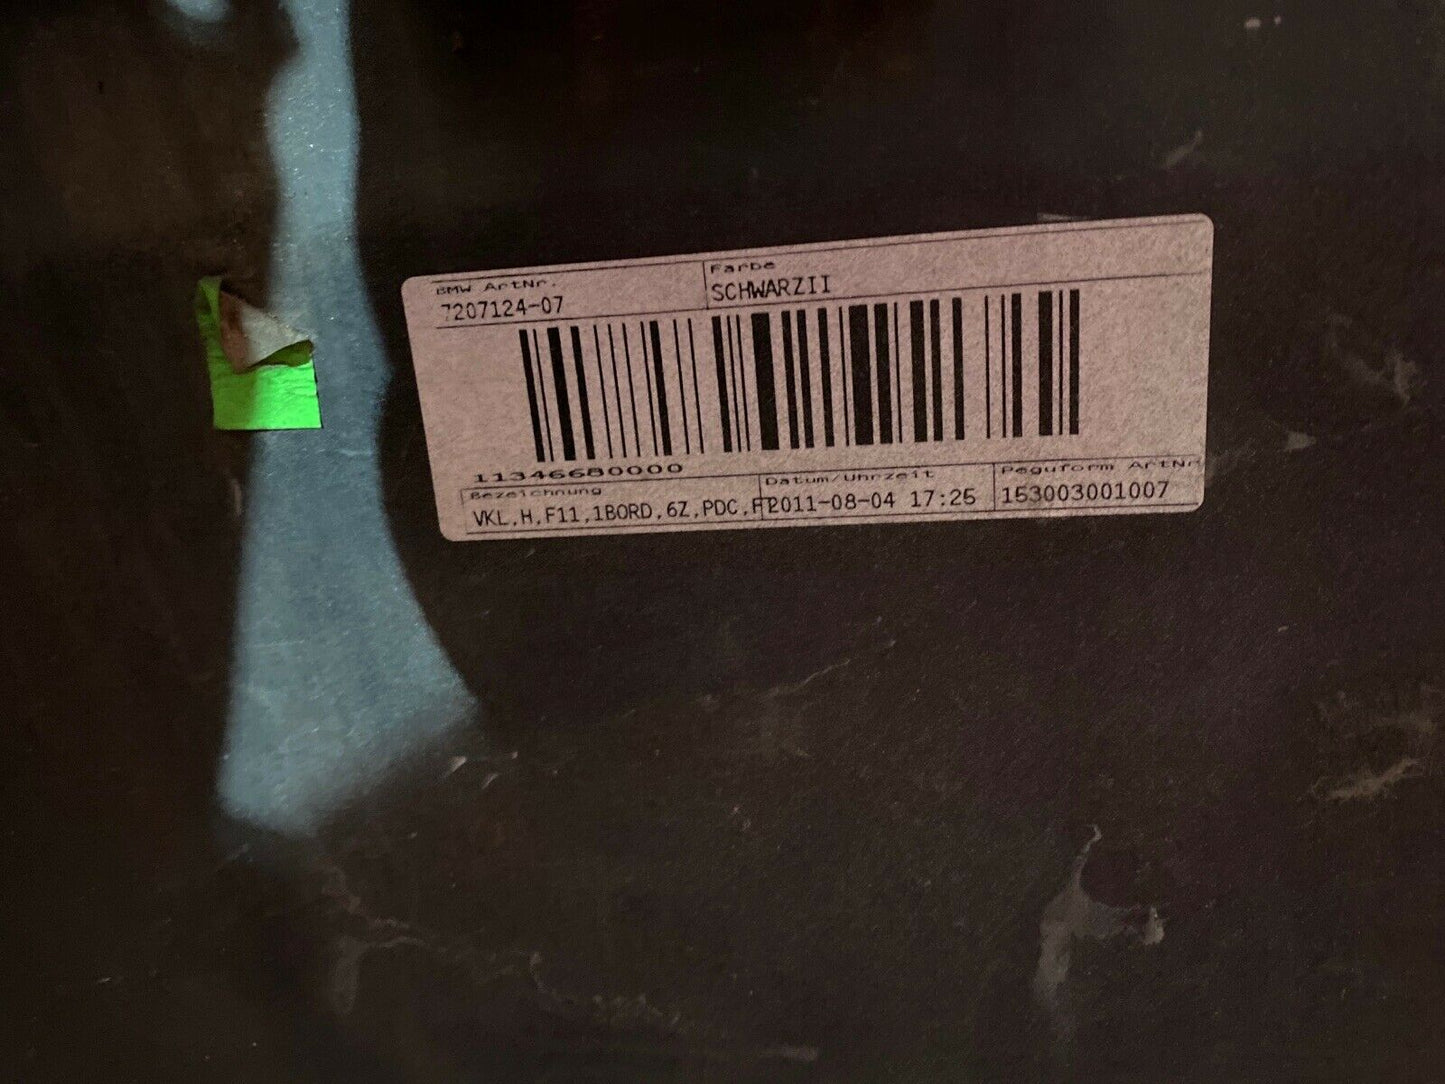 BMW ArtNr.
7207124-07
Farbe
SCHWARZII
11346680000
Bezeichnung
VKL,H,F11,1BORD,6Z,PDC,
Datum/Uhrzeit
2011-08-04 17:25
Peguform ArtNr
153003001007